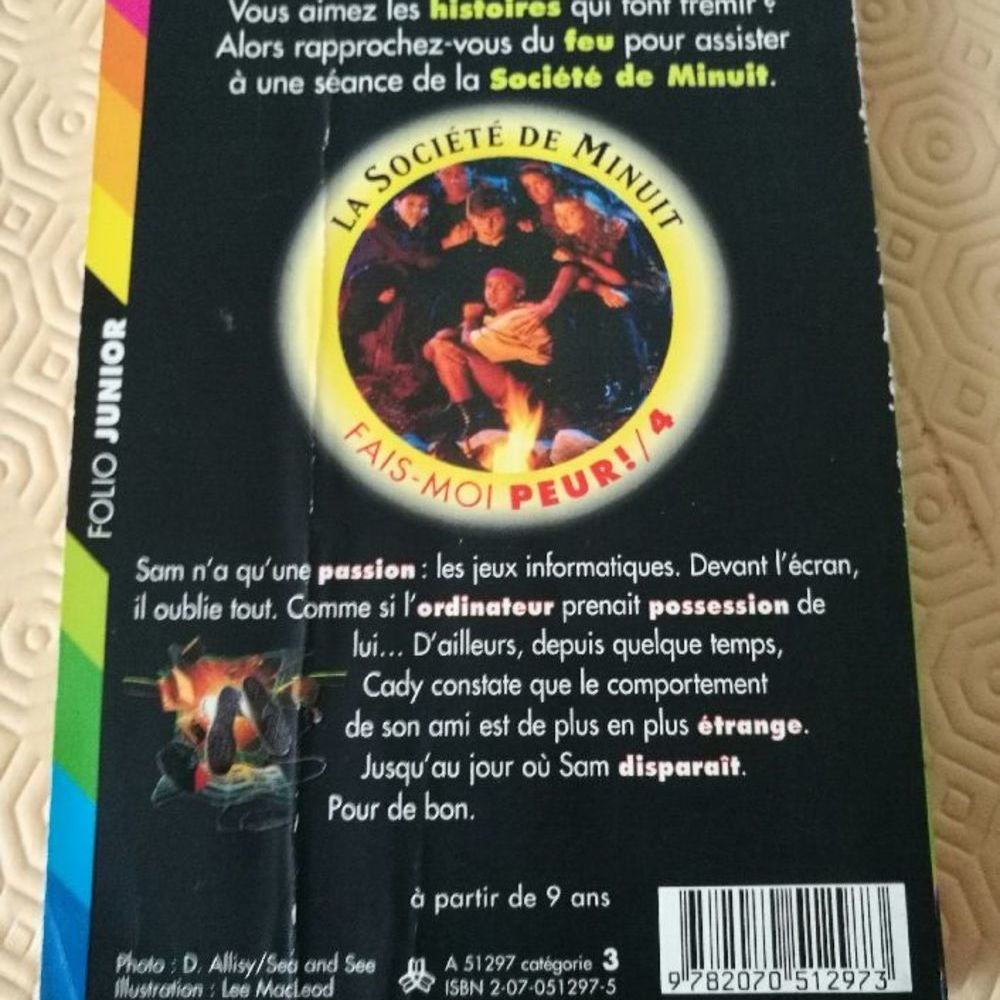 Vous aimez les histoires qui font frémir ?
Alors rapprochez-vous du feu pour assister
à une séance de la Société de Minuit.
LA SOCIÉTÉ DE MINUIT
FAIS-MOI PEUR!/4
FOLIO JUNIOR
Sam n'a qu'une passion : les jeux informatiques. Devant l'écran,
il oublie tout. Comme si l'ordinateur prenait possession de
lui... D'ailleurs, depuis quelque temps,
Cady constate que le comportement
de son ami est de plus en plus étrange.
Jusqu'au jour où Sam disparaît.
Pour de bon.
à partir de 9 ans
Photo : D. Allisy/Sea and See
Illustration : Lee MacLeod
A 51297 catégorie 3
ISBN 2-07-051297-5
9 782070 512973